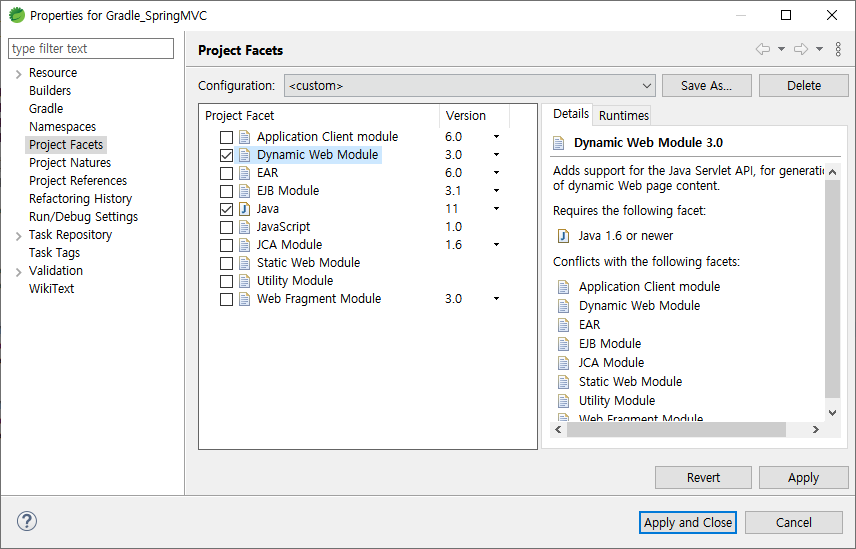 Properties for Gradle_SpringMVC
type filter text
Resource
Builders
Gradle
Namespaces
Project Facets
Project Natures
Project References
Refactoring History
Run/Debug Settings
Task Repository
Task Tags
Validation
WikiText
Project Facets
Configuration: <custom> Save As... Delete
Project Facet Version
Application Client module 6.0
Dynamic Web Module 3.0
EAR 6.0
EJB Module 3.1
Java 11
JavaScript 1.0
JCA Module 1.6
Static Web Module
Utility Module
Web Fragment Module 3.0
Details Runtimes
Dynamic Web Module 3.0
Adds support for the Java Servlet API, for generatic
of dynamic Web page content.
Requires the following facet:
Java 1.6 or newer
Conflicts with the following facets:
Application Client module
Dynamic Web Module
EAR
EJB Module
JCA Module
Static Web Module
Utility Module
Web Fragment Module
Revert Apply
Apply and Close Cancel